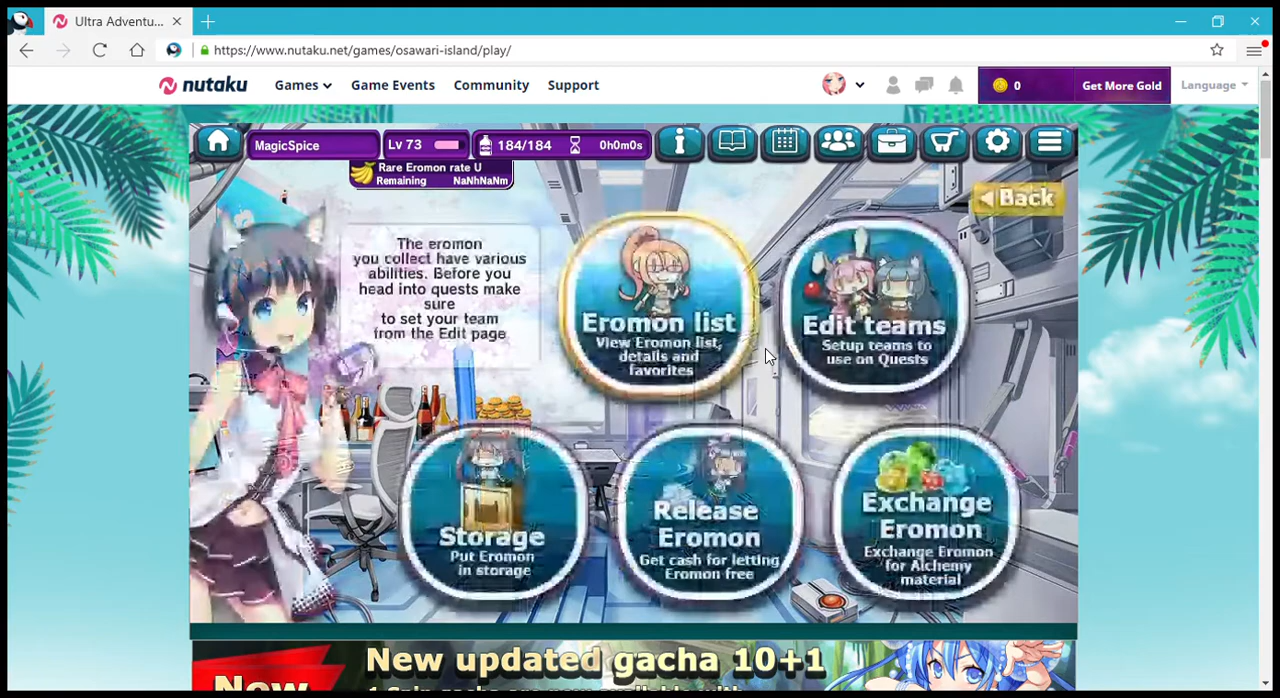 Ultra Adventu...
https://www.nutaku.net/games/osawari-island/play/
nutaku
Games
Game Events
Community
Support
0
Get More Gold
Language
MagicSpice
Lv 73
184/184
0h0m0s
Rare Eromon rate U
Remaining NaNhNaNm
Back
The eromon
you collect have various
abilities. Before you
head into quests make
sure
to set your team
from the Edit page
Eromon list
View Eromon list,
details and
favorites
Edit teams
Setup teams to
use on Quests
Storage
Put Eromon
in storage
Release
Eromon
Get cash for letting
Eromon free
Exchange
Eromon
Exchange Eromon
for Alchemy
material
New
New updated gacha 10+1